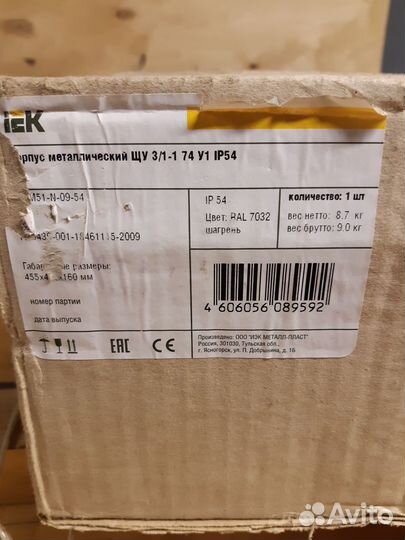 IEK
орпус металлический ЩУ 3/1-1 74 У1 IP54
M51-N-09-54
IP 54
количество: 1 шт
Цвет: RAL 7032
шагрень
вес нетто: 8.7 кг
вес брутто: 9.0 кг
-001-18461115-2009
размеры:
160 мм
номер партии
дата выпуска
4 606056 089592
EAC CE
Произведено: ООО "ИЭК МЕТАЛЛ-ПЛАСТ"
Россия, 301030, Тульская обл.,
г. Ясногорск, ул. П. Добрынина, д. 1Б
Avito